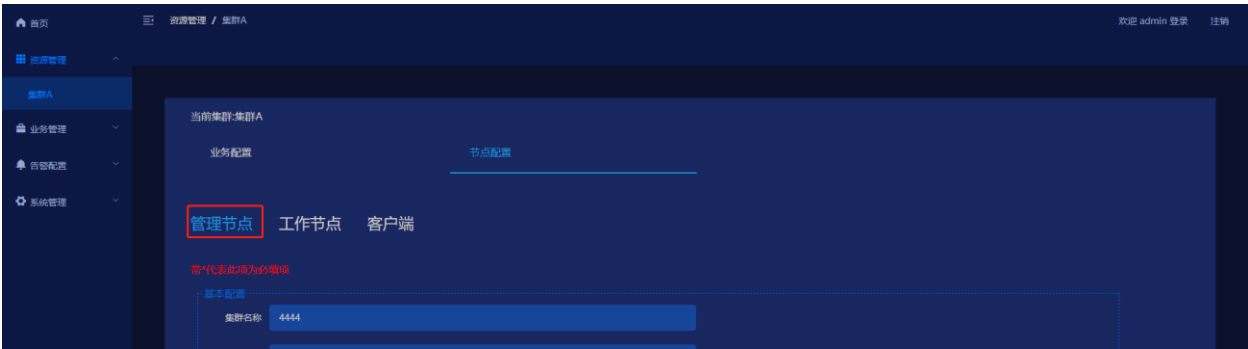 首页
资源管理 / 集群A
欢迎 admin 登录
注销
资源管理
集群A
业务管理
告警配置
系统管理
当前集群:集群A
业务配置
节点配置
管理节点
工作节点
客户端
带*代表此项为必填项
基本配置
集群名称
4444